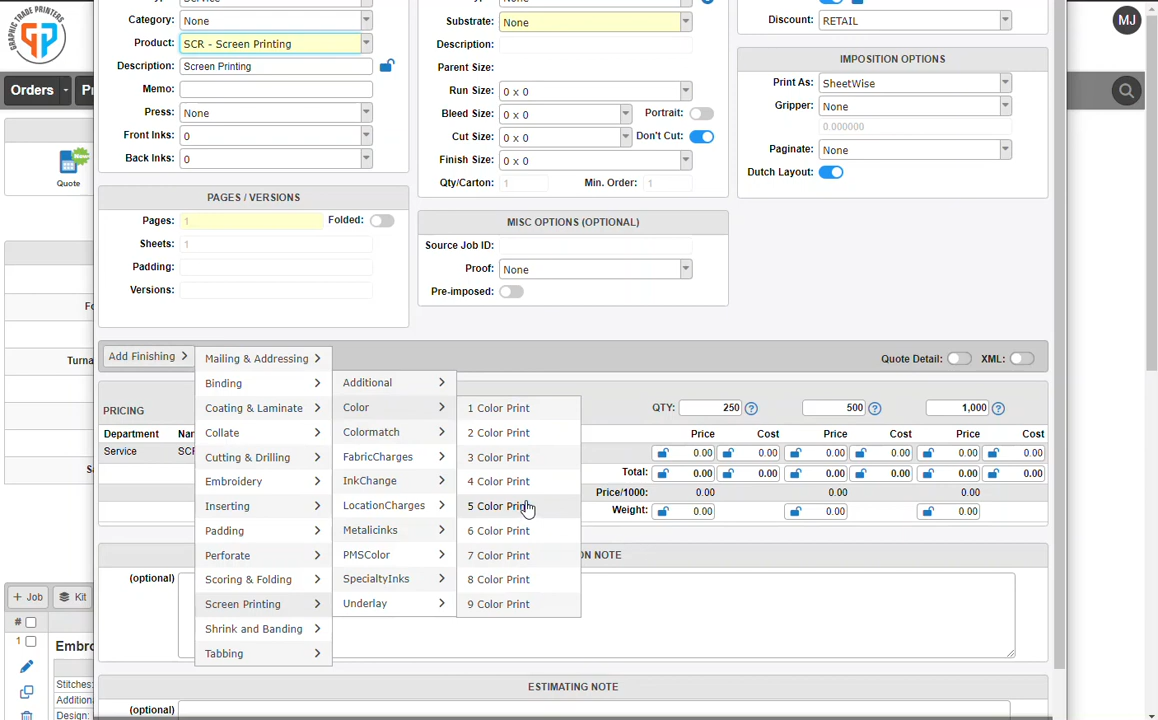 GRAPHIC TRADE PRINTERS
MJ
Orders
Quote
Turna
+ Job
Kit
#
1
Embro
Stitches:
Additiona
Design:
Category: None
Product: SCR - Screen Printing
Description: Screen Printing
Memo:
Press: None
Front Inks: 0
Back Inks: 0
PAGES / VERSIONS
Pages: 1
Folded:
Sheets: 1
Padding:
Versions:
Substrate: None
Description:
Parent Size:
Run Size: 0 x 0
Bleed Size: 0 x 0
Portrait:
Cut Size: 0 x 0
Don't Cut:
Finish Size: 0 x 0
Qty/Carton: 1
Min. Order: 1
MISC OPTIONS (OPTIONAL)
Source Job ID:
Proof: None
Pre-imposed:
Discount: RETAIL
IMPOSITION OPTIONS
Print As: SheetWise
Gripper: None
0.000000
Paginate: None
Dutch Layout:
Add Finishing
Quote Detail:
XML:
Mailing & Addressing
Binding
Coating & Laminate
Collate
Cutting & Drilling
Embroidery
Inserting
Padding
Perforate
Scoring & Folding
Screen Printing
Shrink and Banding
Tabbing
Additional
Color
Colormatch
FabricCharges
InkChange
LocationCharges
Metalicinks
PMSColor
SpecialtyInks
Underlay
1 Color Print
2 Color Print
3 Color Print
4 Color Print
5 Color Print
6 Color Print
7 Color Print
8 Color Print
9 Color Print
PRICING
QTY: 250 500 1,000
Department
Price Cost Price Cost Price Cost
Service SCR
0.00 0.00 0.00 0.00 0.00 0.00
Total: 0.00 0.00 0.00 0.00 0.00 0.00
Price/1000: 0.00 0.00 0.00
Weight: 0.00 0.00 0.00
NOTE
(optional)
ESTIMATING NOTE
(optional)